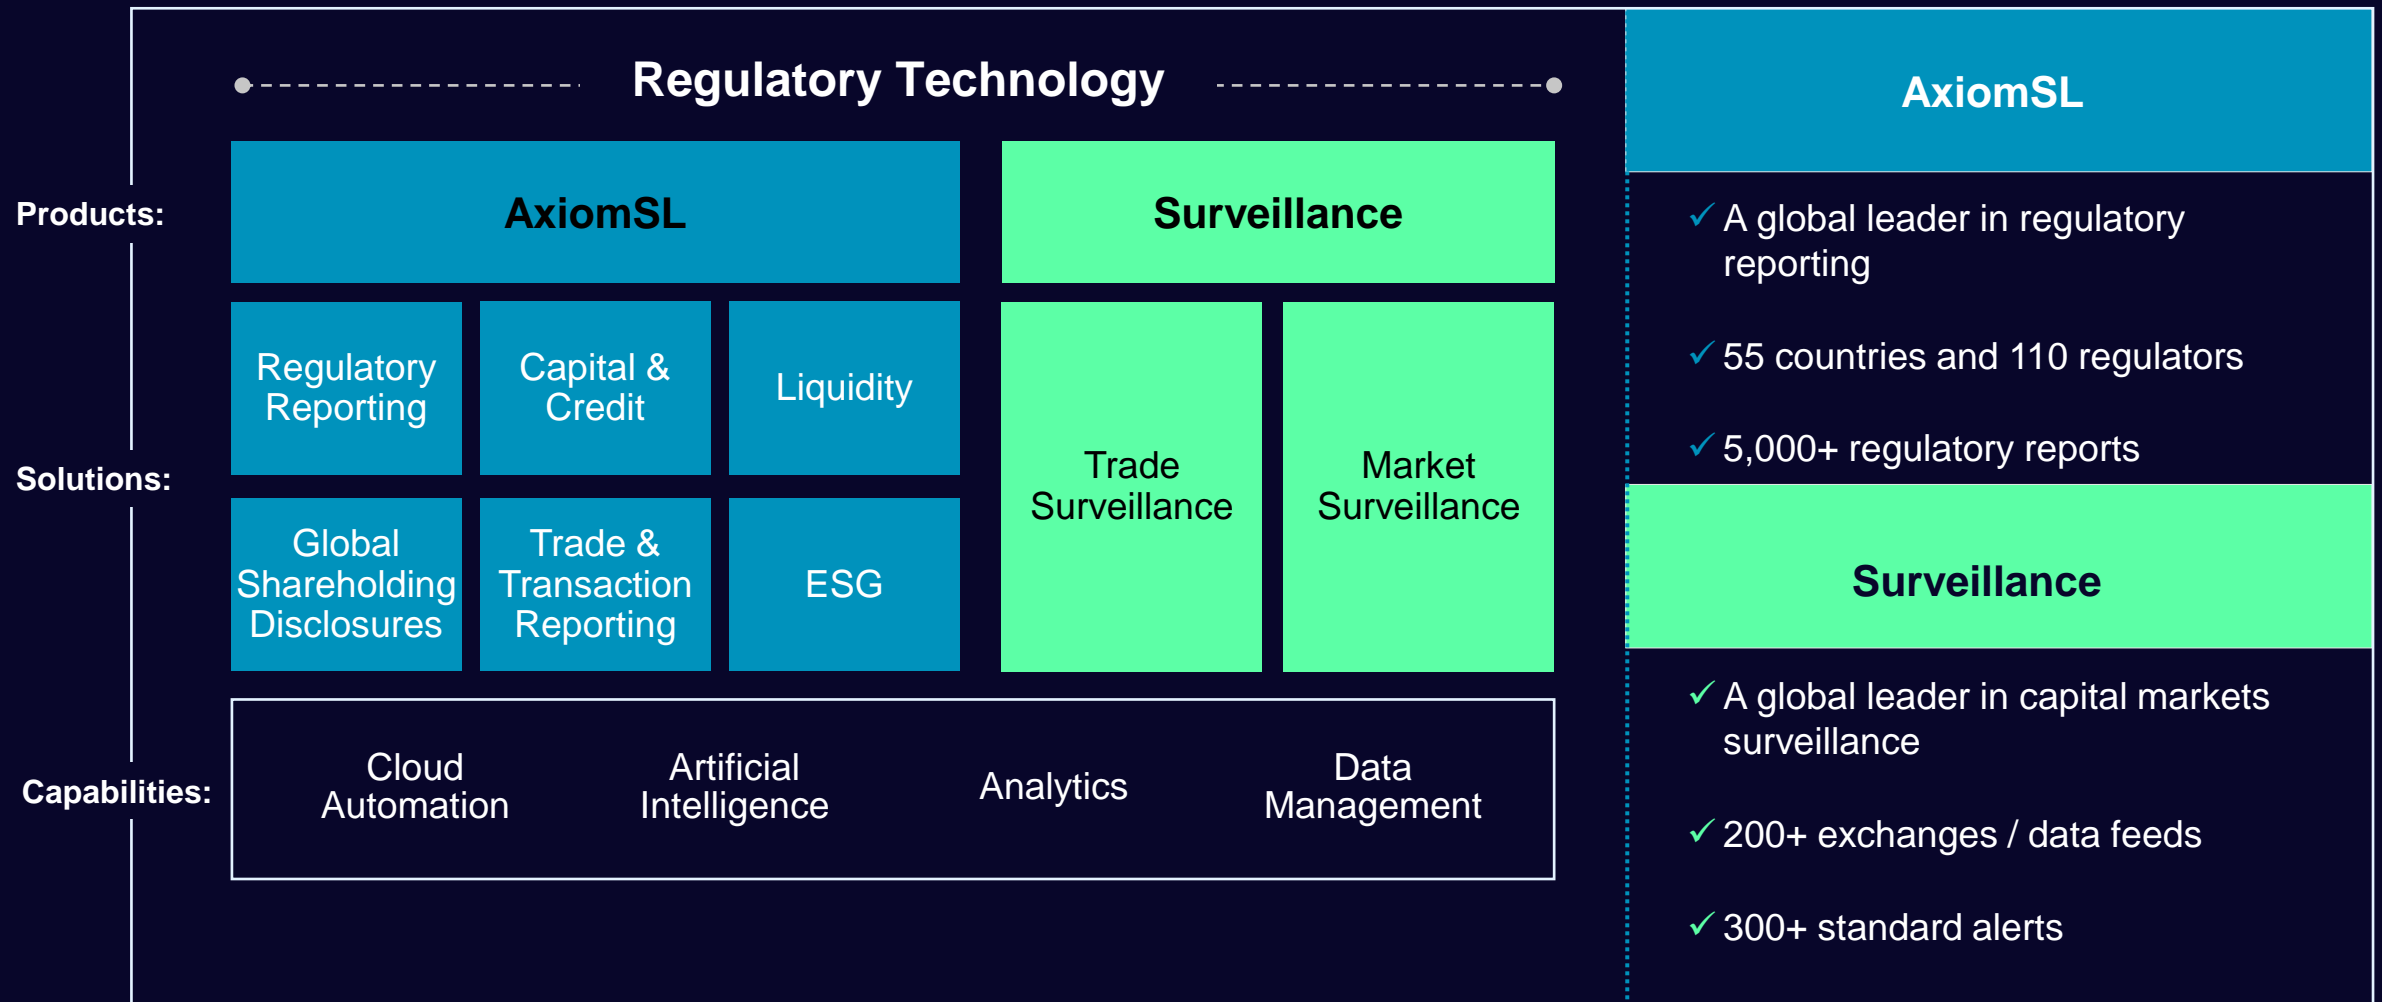 Regulatory Technology
Products:
AxiomSL
Surveillance
Solutions:
Regulatory
Reporting
Capital &
Credit
Liquidity
Global
Shareholding
Disclosures
Trade &
Transaction
Reporting
ESG
Trade
Surveillance
Market
Surveillance
Capabilities:
Cloud
Automation
Artificial
Intelligence
Analytics
Data
Management
AxiomSL
✓ A global leader in regulatory
reporting
✓ 55 countries and 110 regulators
✓ 5,000+ regulatory reports
Surveillance
✓ A global leader in capital markets
surveillance
✓ 200+ exchanges / data feeds
✓ 300+ standard alerts